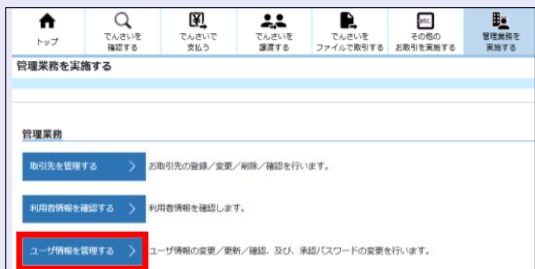 トップ
でんさいを
確認する
でんさいで
支払う
でんさいを
譲渡する
でんさいを
ファイルで取引する
etc.
その他の
お取引を実施する
管理業務を
実施する
管理業務を実施する
管理業務
取引先を管理する
お取引先の登録／変更／削除／確認を行います。
利用者情報を確認する
利用者情報を確認します。
ユーザ情報を管理する
ユーザ情報の変更／更新／確認、及び、承認パスワードの変更を行います。